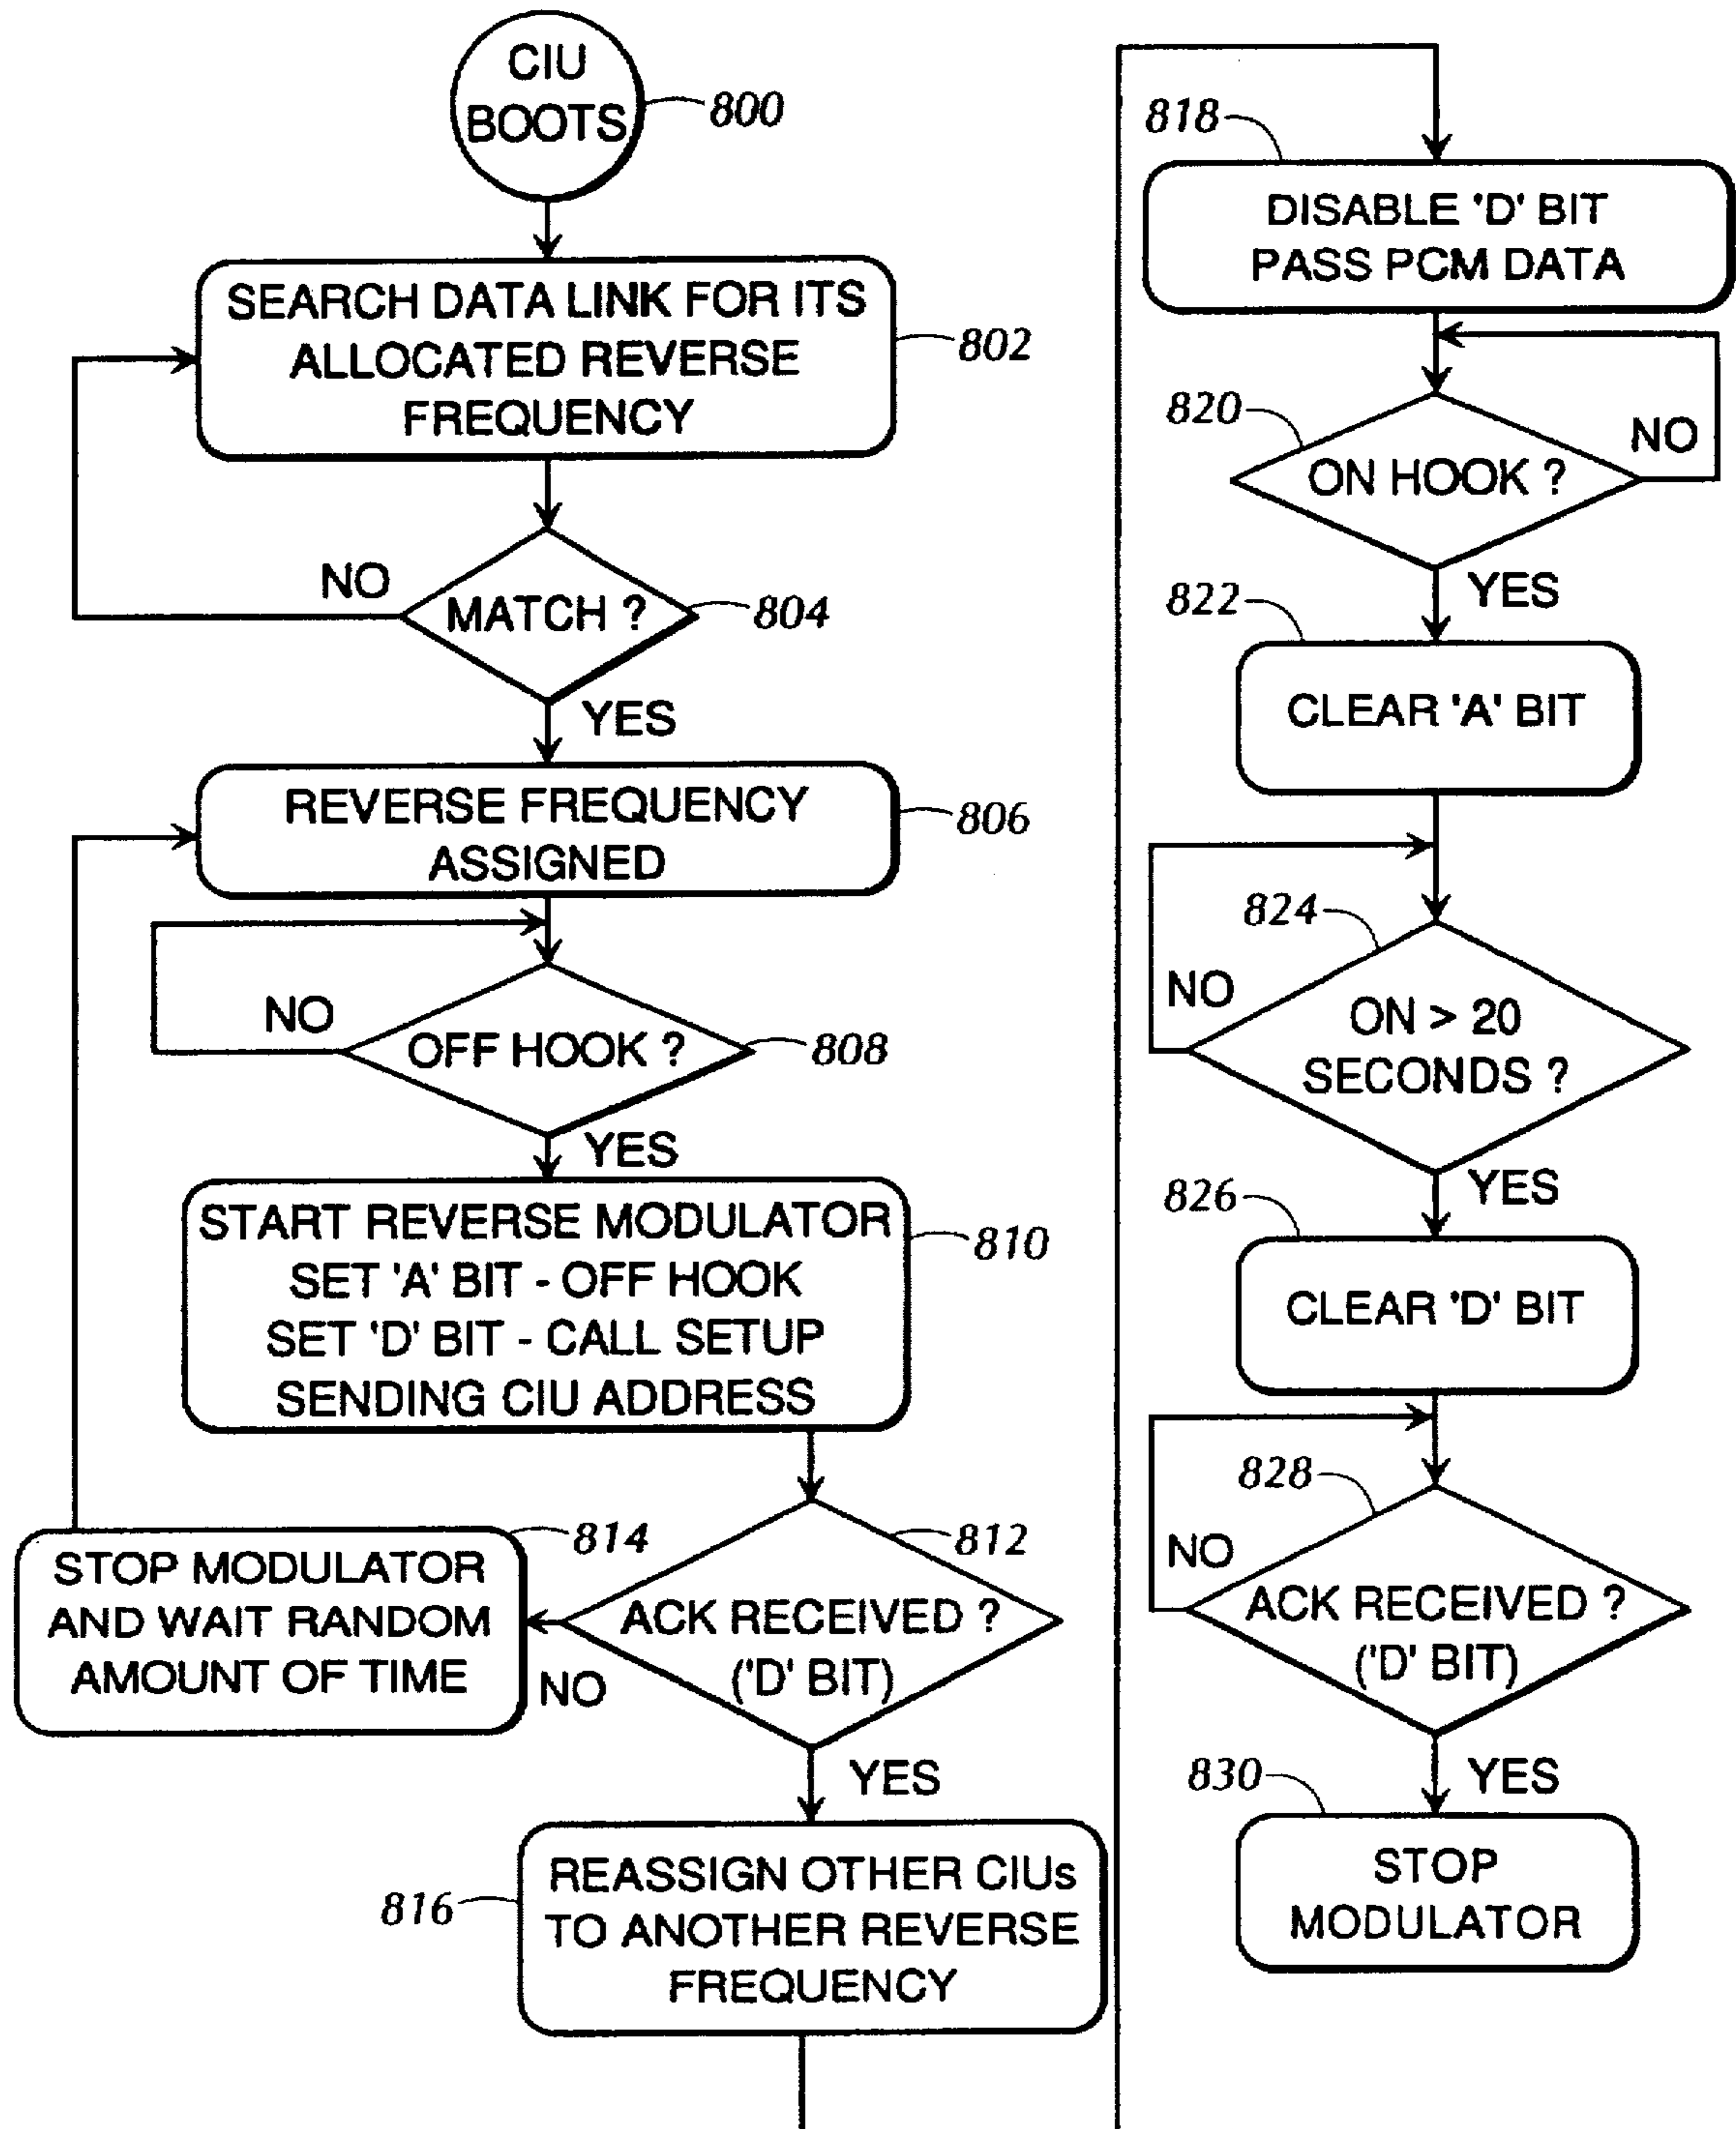 CIU
BOOTS
800
SEARCH DATA LINK FOR ITS
ALLOCATED REVERSE
FREQUENCY
802
NO
MATCH ?
804
YES
REVERSE FREQUENCY
ASSIGNED
806
NO
OFF HOOK ?
808
YES
START REVERSE MODULATOR
SET 'A' BIT - OFF HOOK
SET 'D' BIT - CALL SETUP
SENDING CIU ADDRESS
810
814
STOP MODULATOR
AND WAIT RANDOM
AMOUNT OF TIME
812
ACK RECEIVED ?
('D' BIT)
NO
YES
816
REASSIGN OTHER CIUs
TO ANOTHER REVERSE
FREQUENCY
818
DISABLE 'D' BIT
PASS PCM DATA
820
NO
ON HOOK ?
YES
822
CLEAR 'A' BIT
824
NO
ON > 20
SECONDS ?
YES
826
CLEAR 'D' BIT
828
NO
ACK RECEIVED ?
('D' BIT)
YES
830
STOP
MODULATOR